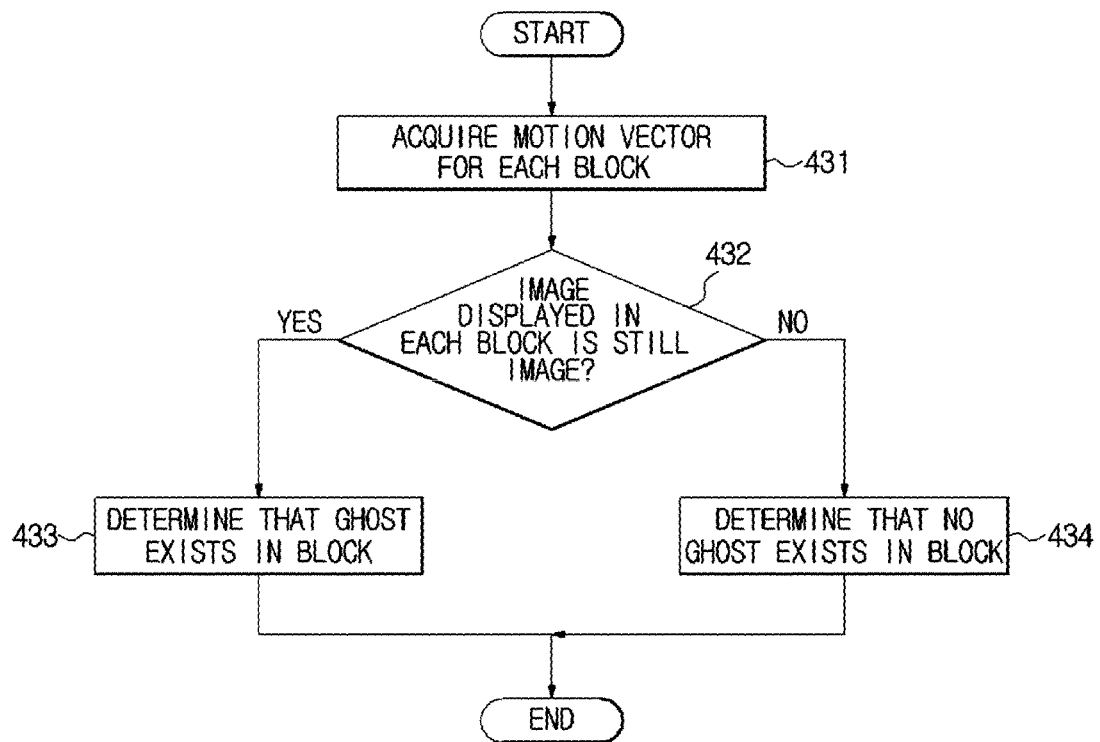 START
ACQUIRE MOTION VECTOR
FOR EACH BLOCK
431
432
IMAGE
DISPLAYED IN
EACH BLOCK IS STILL
IMAGE?
YES
NO
433
DETERMINE THAT GHOST
EXISTS IN BLOCK
DETERMINE THAT NO
GHOST EXISTS IN BLOCK
434
END